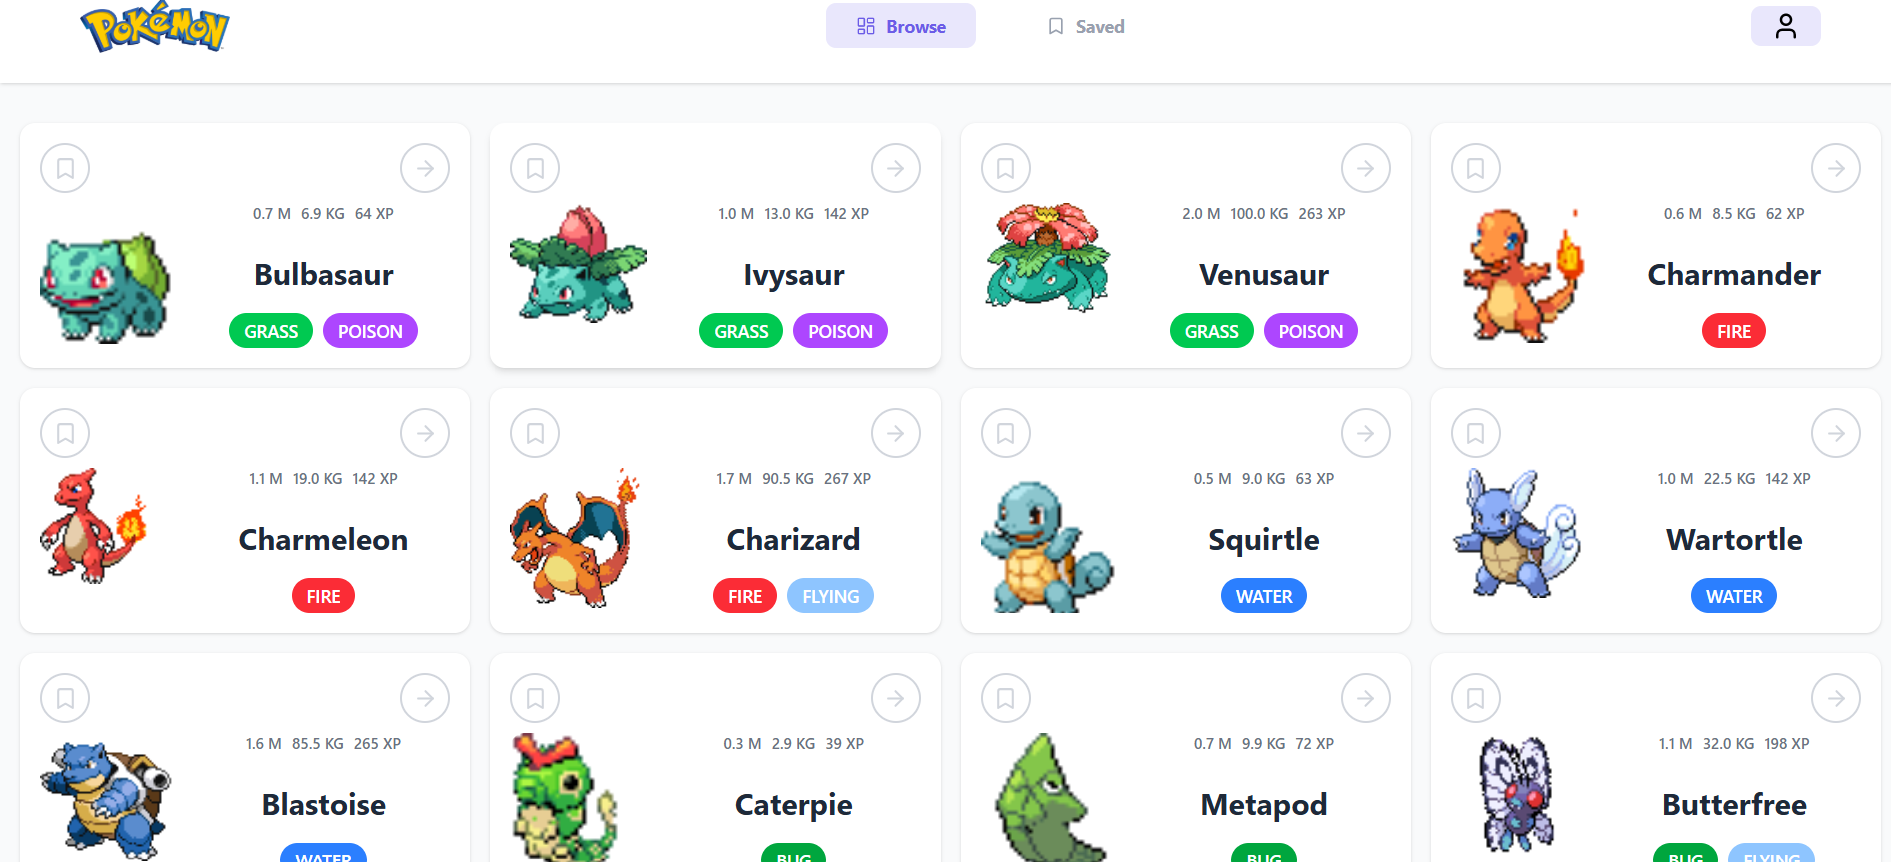 POKéMON
Browse
Saved
0.7 M 6.9 KG 64 XP
Bulbasaur
GRASS POISON
1.0 M 13.0 KG 142 XP
Ivysaur
GRASS POISON
2.0 M 100.0 KG 263 XP
Venusaur
GRASS POISON
0.6 M 8.5 KG 62 XP
Charmander
FIRE
1.1 M 19.0 KG 142 XP
Charmeleon
FIRE
1.7 M 90.5 KG 267 XP
Charizard
FIRE FLYING
0.5 M 9.0 KG 63 XP
Squirtle
WATER
1.0 M 22.5 KG 142 XP
Wartortle
WATER
1.6 M 85.5 KG 265 XP
Blastoise
WATER
0.3 M 2.9 KG 39 XP
Caterpie
BUG
0.7 M 9.9 KG 72 XP
Metapod
BUG
1.1 M 32.0 KG 198 XP
Butterfree
BUG FLYING